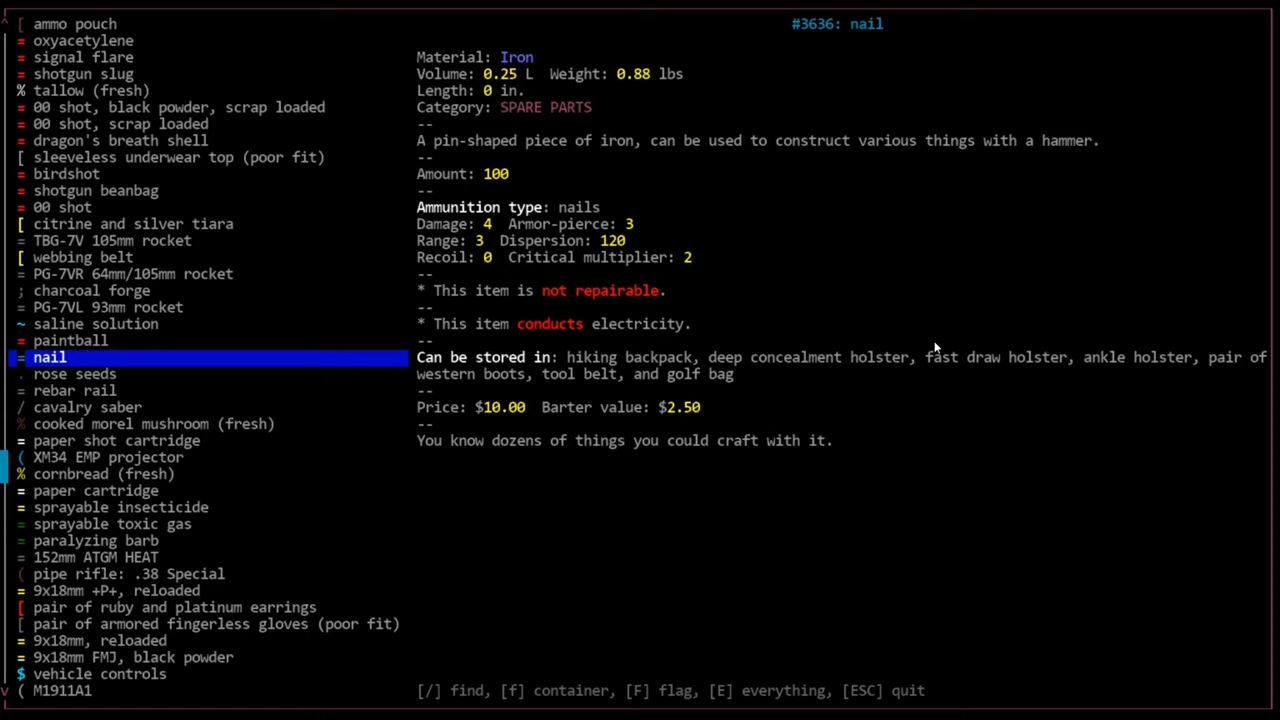 [ ammo pouch
= oxyacetylene
= signal flare
= shotgun slug
% tallow (fresh)
= 00 shot, black powder, scrap loaded
= 00 shot, scrap loaded
= dragon's breath shell
[ sleeveless underwear top (poor fit)
= birdshot
= shotgun beanbag
= 00 shot
[ citrine and silver tiara
= TBG-7V 105mm rocket
[ webbing belt
= PG-7VR 64mm/105mm rocket
; charcoal forge
= PG-7VL 93mm rocket
~ saline solution
= paintball
= nail
. rose seeds
= rebar rail
/ cavalry saber
% cooked morel mushroom (fresh)
= paper shot cartridge
( XM34 EMP projector
% cornbread (fresh)
= paper cartridge
= sprayable insecticide
= sprayable toxic gas
= paralyzing barb
= 152mm ATGM HEAT
( pipe rifle: .38 Special
= 9x18mm +P+, reloaded
[ pair of ruby and platinum earrings
[ pair of armored fingerless gloves (poor fit)
= 9x18mm, reloaded
= 9x18mm FMJ, black powder
$ vehicle controls
( M1911A1
#3636: nail
Material: Iron
Volume: 0.25 L Weight: 0.88 lbs
Length: 0 in.
Category: SPARE PARTS
--
A pin-shaped piece of iron, can be used to construct various things with a hammer.
--
Amount: 100
--
Ammunition type: nails
Damage: 4 Armor-pierce: 3
Range: 3 Dispersion: 120
Recoil: 0 Critical multiplier: 2
--
* This item is not repairable.
--
* This item conducts electricity.
--
Can be stored in: hiking backpack, deep concealment holster, fast draw holster, ankle holster, pair of
western boots, tool belt, and golf bag
--
Price: $10.00 Barter value: $2.50
--
You know dozens of things you could craft with it.
[/] find, [f] container, [F] flag, [E] everything, [ESC] quit